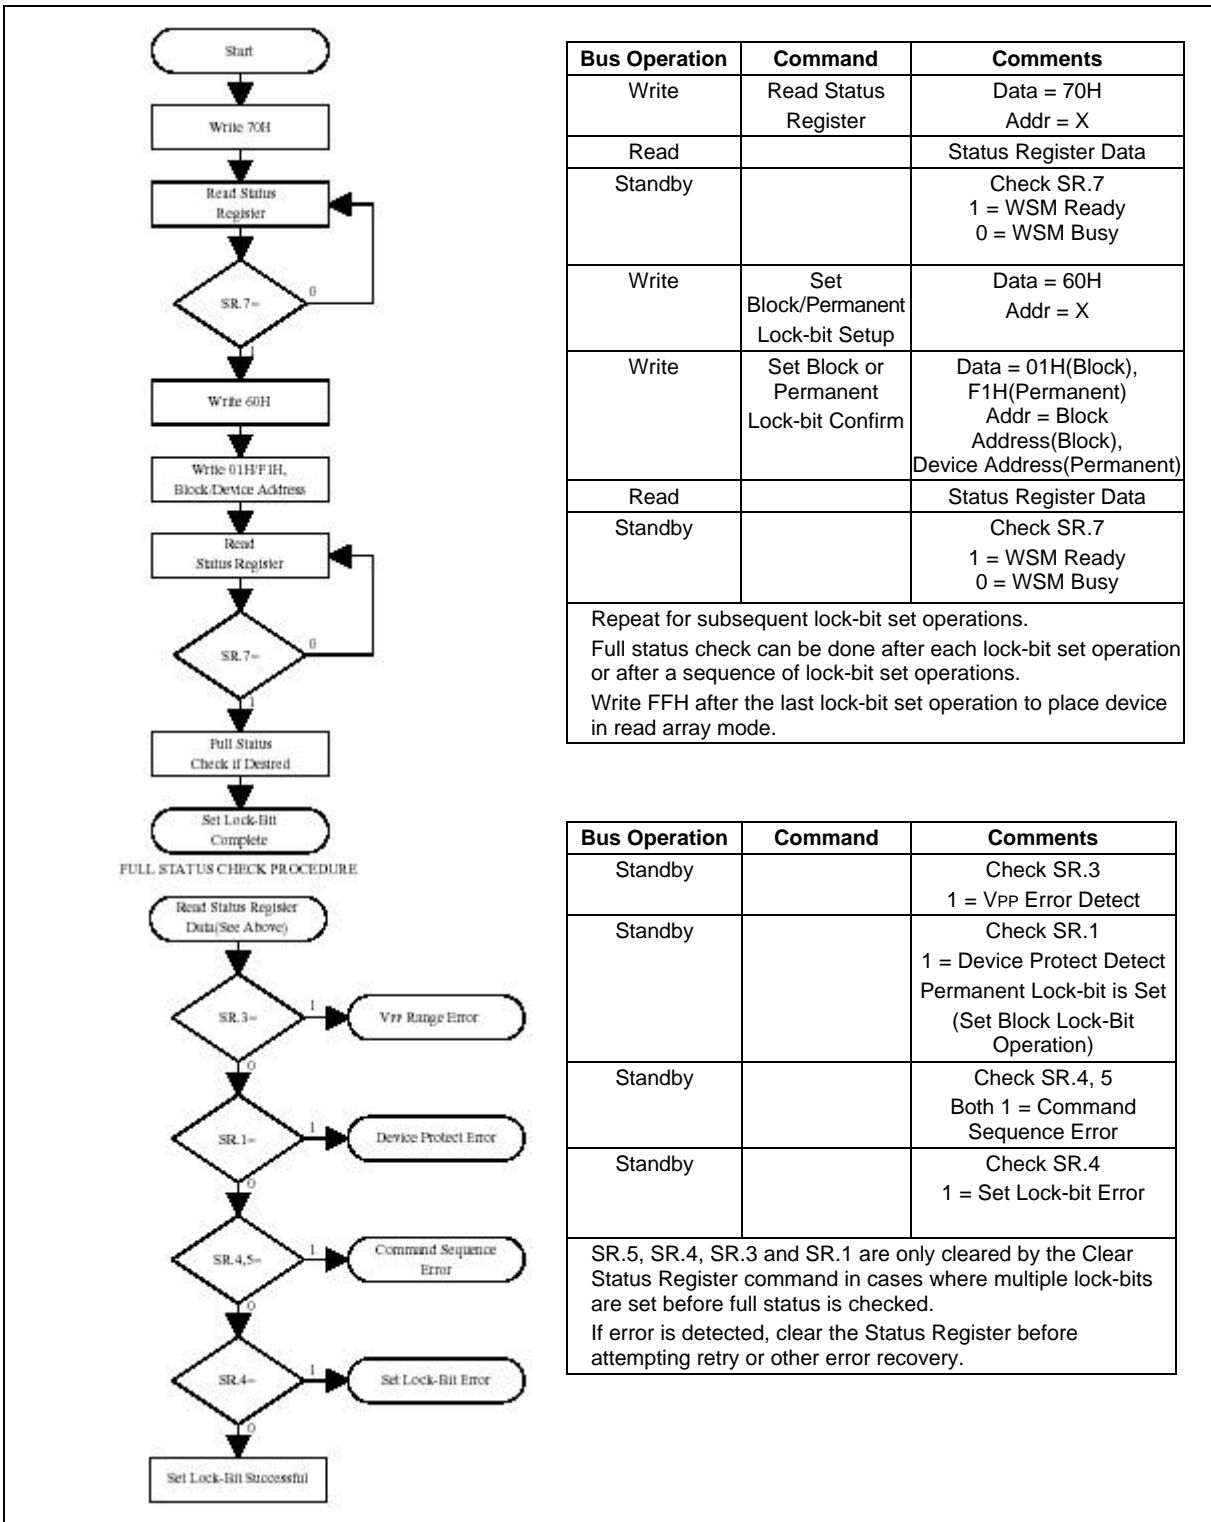 Start
Write 70H
Read Status
Register
SR.7=
0
1
Write 60H
Write 01H/F1H,
Block/Device Address
Read
Status Register
SR.7=
0
1
Full Status
Check if Desired
Set Lock-Bit
Complete
FULL STATUS CHECK PROCEDURE
Read Status Register
Data(See Above)
SR.3=
1
VPP Range Error
0
SR.1=
1
Device Protect Error
0
SR.4,5=
1
Command Sequence
Error
0
SR.4=
1
Set Lock-Bit Error
0
Set Lock-Bit Successful
Bus Operation Command Comments
Write Read Status Data = 70H
Register Addr = X
Read Status Register Data
Standby Check SR.7
1 = WSM Ready
0 = WSM Busy
Write Set Data = 60H
Block/Permanent Addr = X
Lock-bit Setup
Write Set Block or Data = 01H(Block),
Permanent F1H(Permanent)
Lock-bit Confirm Addr = Block
Address(Block),
Device Address(Permanent)
Read Status Register Data
Standby Check SR.7
1 = WSM Ready
0 = WSM Busy
Repeat for subsequent lock-bit set operations.
Full status check can be done after each lock-bit set operation
or after a sequence of lock-bit set operations.
Write FFH after the last lock-bit set operation to place device
in read array mode.
Bus Operation Command Comments
Standby Check SR.3
1 = VPP Error Detect
Standby Check SR.1
1 = Device Protect Detect
Permanent Lock-bit is Set
(Set Block Lock-Bit
Operation)
Standby Check SR.4, 5
Both 1 = Command
Sequence Error
Standby Check SR.4
1 = Set Lock-bit Error
SR.5, SR.4, SR.3 and SR.1 are only cleared by the Clear
Status Register command in cases where multiple lock-bits
are set before full status is checked.
If error is detected, clear the Status Register before
attempting retry or other error recovery.